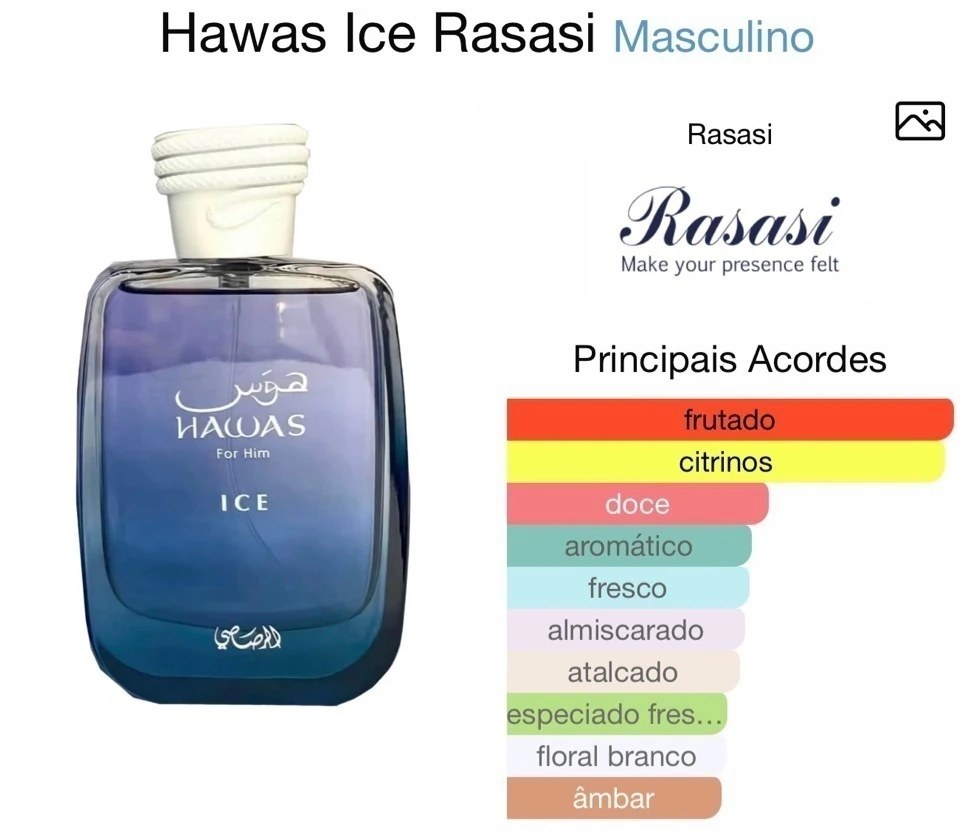 Hawas Ice Rasasi Masculino
Rasasi
Rasasi
Make your presence felt
هوس
HAWAS
For Him
ICE
الرصاصي
Principais Acordes
frutado
citrinos
doce
aromático
fresco
almiscarado
atalcado
especiado fres...
floral branco
âmbar